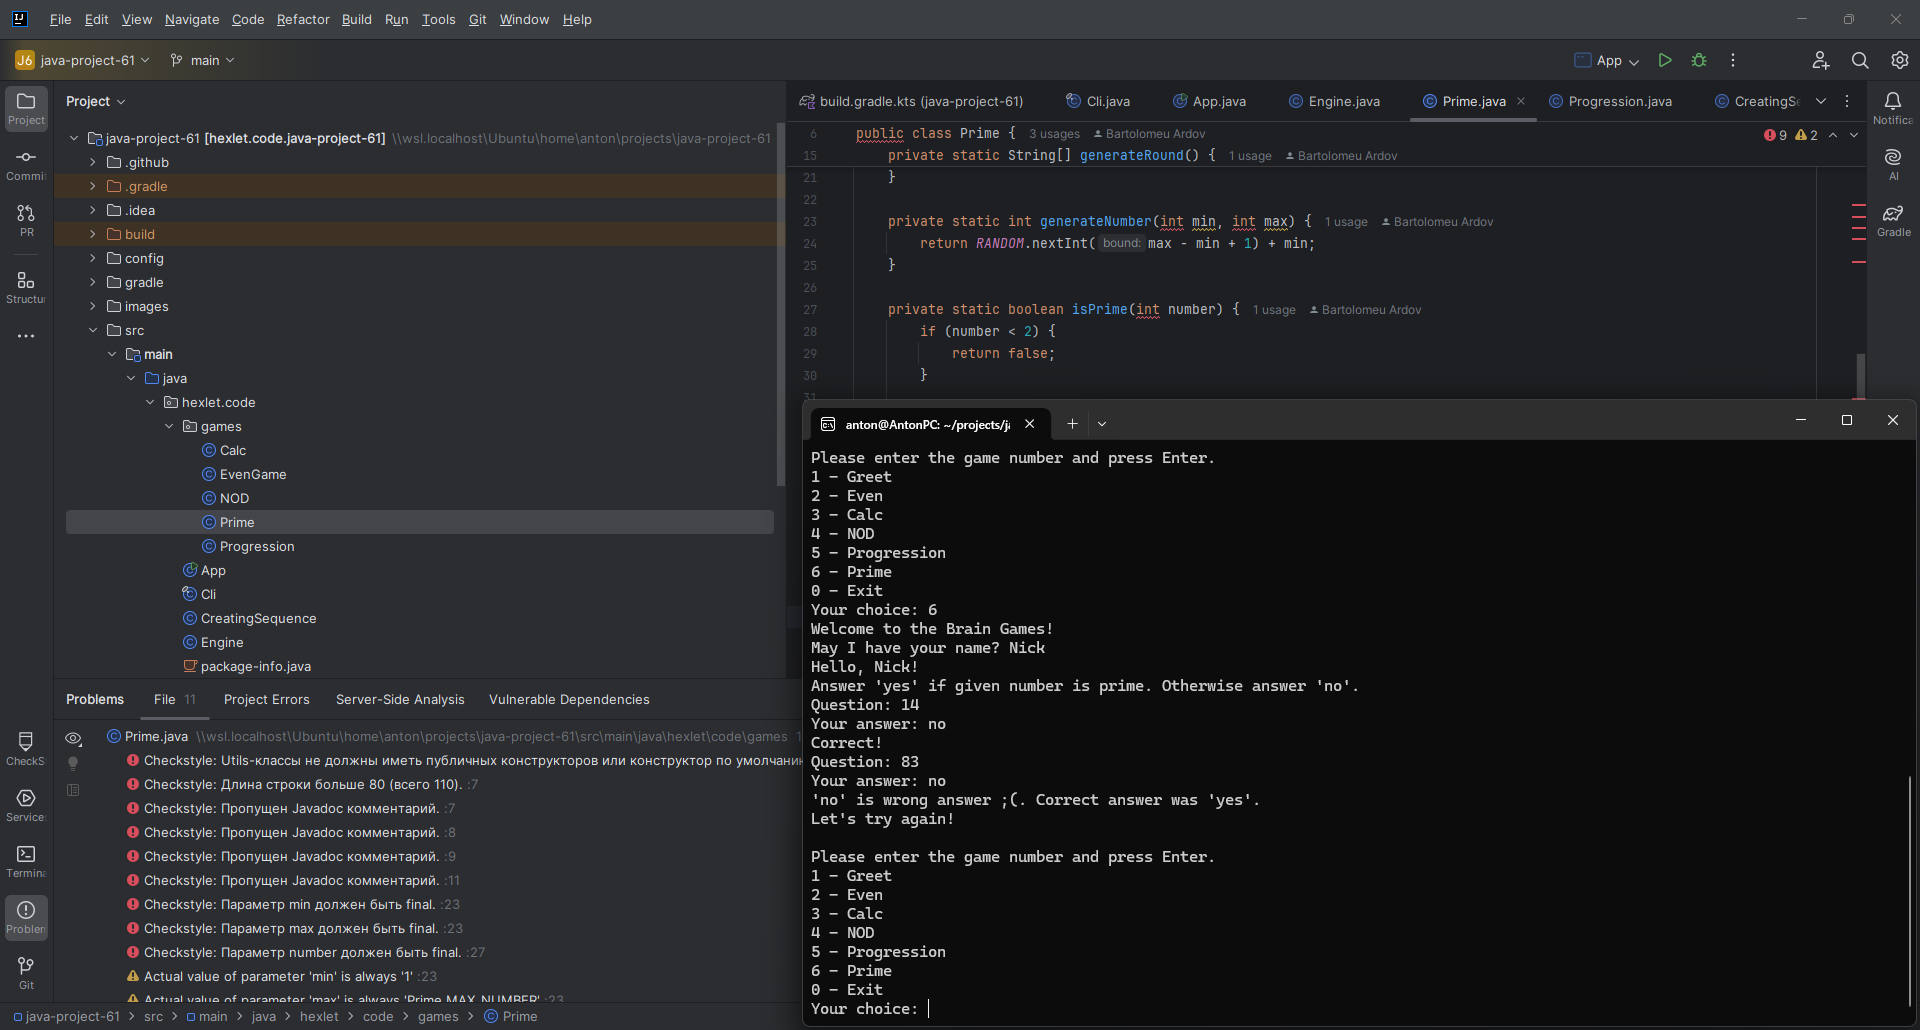 File Edit View Navigate Code Refactor Build Run Tools Git Window Help
J6 java-project-61 main App
Project
Project
Commi
PR
Structur
java-project-61 [hexlet.code.java-project-61] \\wsl.localhost\Ubuntu\home\anton\projects\java-project-61
.github
.gradle
.idea
build
config
gradle
images
src
main
java
hexlet.code
games
Calc
EvenGame
NOD
Prime
Progression
App
Cli
CreatingSequence
Engine
package-info.java
build.gradle.kts (java-project-61) Cli.java App.java Engine.java Prime.java Progression.java CreatingSe
6 public class Prime { 3 usages Bartolomeu Ardov 9 2
15 private static String[] generateRound() { 1 usage Bartolomeu Ardov
21 }
22
23 private static int generateNumber(int min, int max) { 1 usage Bartolomeu Ardov
24 return RANDOM.nextInt( bound: max - min + 1) + min;
25 }
26
27 private static boolean isPrime(int number) { 1 usage Bartolomeu Ardov
28 if (number < 2) {
29 return false;
30 }
31
Notifica
AI
Gradle
Problems File 11 Project Errors Server-Side Analysis Vulnerable Dependencies
CheckS
Service
Termina
Problem
Git
Prime.java \\wsl.localhost\Ubuntu\home\anton\projects\java-project-61\src\main\java\hexlet\code\games 1
Checkstyle: Utils-классы не должны иметь публичных конструкторов или конструктор по умолчанию
Checkstyle: Длина строки больше 80 (всего 110). :7
Checkstyle: Пропущен Javadoc комментарий. :7
Checkstyle: Пропущен Javadoc комментарий. :8
Checkstyle: Пропущен Javadoc комментарий. :9
Checkstyle: Пропущен Javadoc комментарий. :11
Checkstyle: Параметр min должен быть final. :23
Checkstyle: Параметр max должен быть final. :23
Checkstyle: Параметр number должен быть final. :27
Actual value of parameter 'min' is always '1' :23
Actual value of parameter 'max' is always 'Prime.MAX_NUMBER' :23
anton@AntonPC: ~/projects/ja
Please enter the game number and press Enter.
1 - Greet
2 - Even
3 - Calc
4 - NOD
5 - Progression
6 - Prime
0 - Exit
Your choice: 6
Welcome to the Brain Games!
May I have your name? Nick
Hello, Nick!
Answer 'yes' if given number is prime. Otherwise answer 'no'.
Question: 14
Your answer: no
Correct!
Question: 83
Your answer: no
'no' is wrong answer ;(. Correct answer was 'yes'.
Let's try again!
Please enter the game number and press Enter.
1 - Greet
2 - Even
3 - Calc
4 - NOD
5 - Progression
6 - Prime
0 - Exit
Your choice:
java-project-61 > src > main > java > hexlet > code > games > Prime